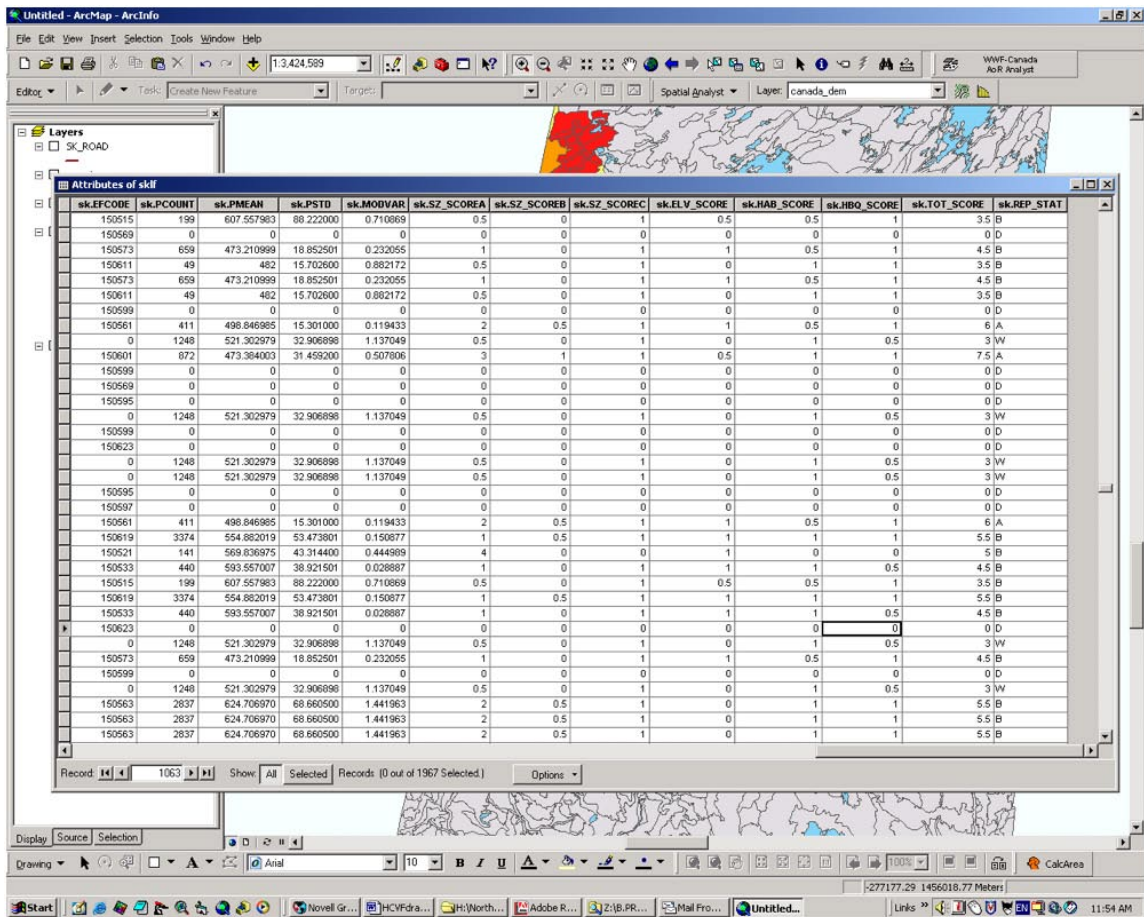 Untitled - ArcMap - ArcInfo
File Edit View Insert Selection Tools Window Help
1:3,424,589
WWF-Canada
AoR Analyst
Editor Task: Create New Feature Target: Spatial Analyst Layer: canada_dem
Layers
SK_ROAD
Attributes of sklf
sk.EFCODE sk.PCOUNT sk.PMEAN sk.PSTD sk.MODVAR sk.SZ_SCOREA sk.SZ_SCOREB sk.SZ_SCOREC sk.ELV_SCORE sk.HAB_SCORE sk.HBQ_SCORE sk.TOT_SCORE sk.REP_STAT
150515 199 607.557983 88.222000 0.710869 0.5 0 1 0.5 0.5 1 3.5 B
150569 0 0 0 0 0 0 0 0 0 0 0 D
150573 659 473.210999 18.852501 0.232055 1 0 1 1 0.5 1 4.5 B
150611 49 482 15.702600 0.882172 0.5 0 1 0 1 1 3.5 B
150573 659 473.210999 18.852501 0.232055 1 0 1 1 0.5 1 4.5 B
150611 49 482 15.702600 0.882172 0.5 0 1 0 1 1 3.5 B
150599 0 0 0 0 0 0 0 0 0 0 0 D
150561 411 498.846985 15.301000 0.119433 2 0.5 1 1 0.5 1 6 A
0 1248 521.302979 32.906898 1.137049 0.5 0 1 0 1 0.5 3 W
150601 872 473.384003 31.459200 0.507806 3 1 1 0.5 1 1 7.5 A
150599 0 0 0 0 0 0 0 0 0 0 0 D
150569 0 0 0 0 0 0 0 0 0 0 0 D
150595 0 0 0 0 0 0 0 0 0 0 0 D
0 1248 521.302979 32.906898 1.137049 0.5 0 1 0 1 0.5 3 W
150599 0 0 0 0 0 0 0 0 0 0 0 D
150623 0 0 0 0 0 0 0 0 0 0 0 D
0 1248 521.302979 32.906898 1.137049 0.5 0 1 0 1 0.5 3 W
0 1248 521.302979 32.906898 1.137049 0.5 0 1 0 1 0.5 3 W
150595 0 0 0 0 0 0 0 0 0 0 0 D
150597 0 0 0 0 0 0 0 0 0 0 0 D
150561 411 498.846985 15.301000 0.119433 2 0.5 1 1 0.5 1 6 A
150619 3374 554.882019 53.473801 0.150877 1 0.5 1 1 1 1 5.5 B
150521 141 569.836975 43.314400 0.444989 4 0 0 1 0 0 5 B
150533 440 593.557007 38.921501 0.028887 1 0 1 1 1 0.5 4.5 B
150515 199 607.557983 88.222000 0.710869 0.5 0 1 0.5 0.5 1 3.5 B
150619 3374 554.882019 53.473801 0.150877 1 0.5 1 1 1 1 5.5 B
150533 440 593.557007 38.921501 0.028887 1 0 1 1 1 0.5 4.5 B
150623 0 0 0 0 0 0 0 0 0 0 0 D
0 1248 521.302979 32.906898 1.137049 0.5 0 1 0 1 0.5 3 W
150573 659 473.210999 18.852501 0.232055 1 0 1 1 0.5 1 4.5 B
150599 0 0 0 0 0 0 0 0 0 0 0 D
0 1248 521.302979 32.906898 1.137049 0.5 0 1 0 1 0.5 3 W
150563 2837 624.706970 68.660500 1.441963 2 0.5 1 0 1 1 5.5 B
150563 2837 624.706970 68.660500 1.441963 2 0.5 1 0 1 1 5.5 B
150563 2837 624.706970 68.660500 1.441963 2 0.5 1 0 1 1 5.5 B
Record: 1063 Show: All Selected Records (0 out of 1967 Selected.) Options
Display Source Selection
Drawing A Arial 10 B I U A 100% CalcArea
-277177.29 1456018.77 Meters
Start Novell Gr... HCVFdra... H:\North... Adobe R... Z:\B.PR... Mail Fro... Untitled... Links » EN 11:54 AM